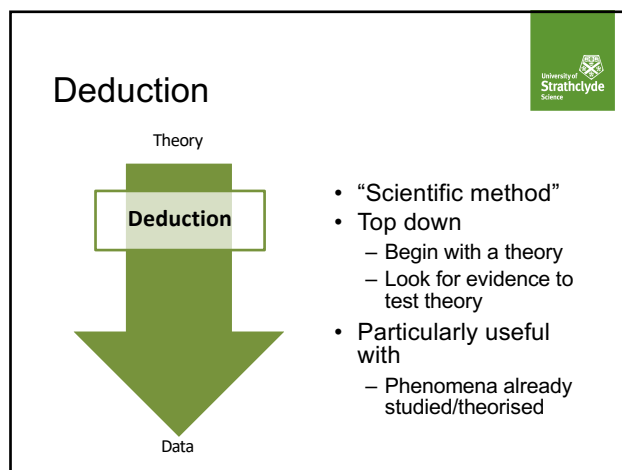 University of
Strathclyde
Science
Deduction
Theory
Deduction
Data
• “Scientific method”
• Top down
– Begin with a theory
– Look for evidence to
test theory
• Particularly useful
with
– Phenomena already
studied/theorised